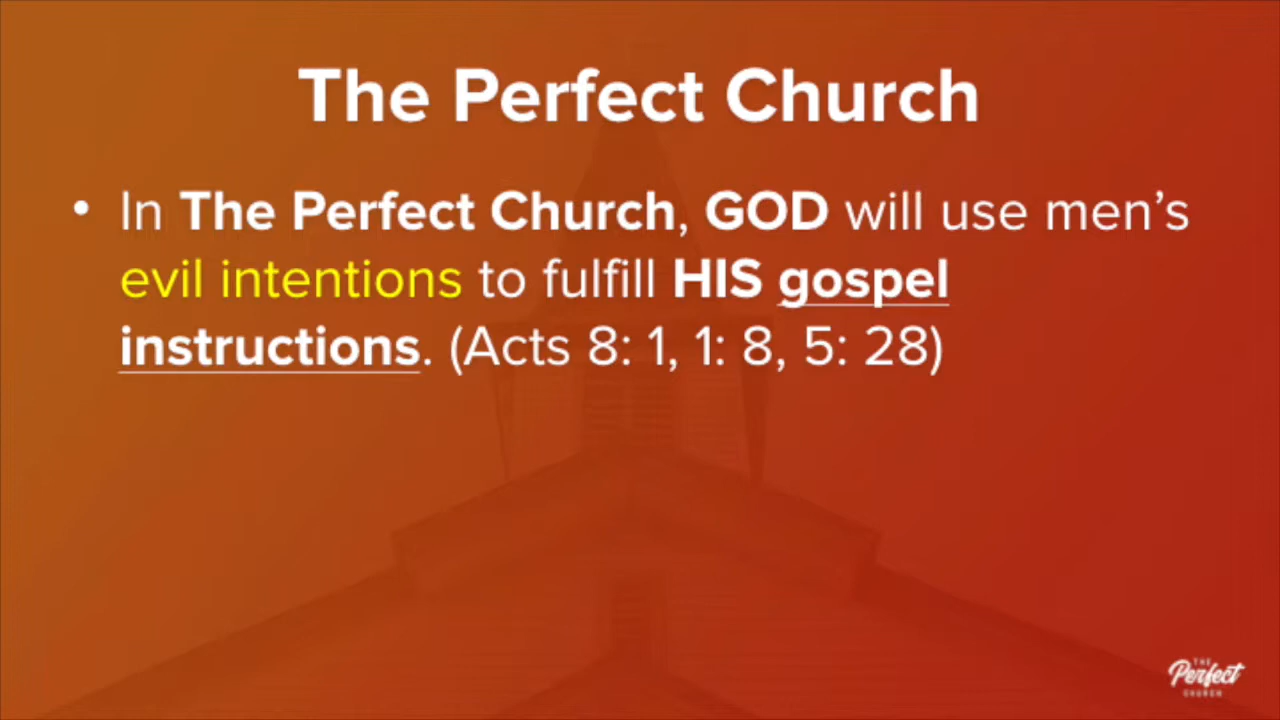 The Perfect Church
• In The Perfect Church, GOD will use men’s
evil intentions to fulfill HIS gospel
instructions. (Acts 8: 1, 1: 8, 5: 28)
THE
Perfect
CHURCH